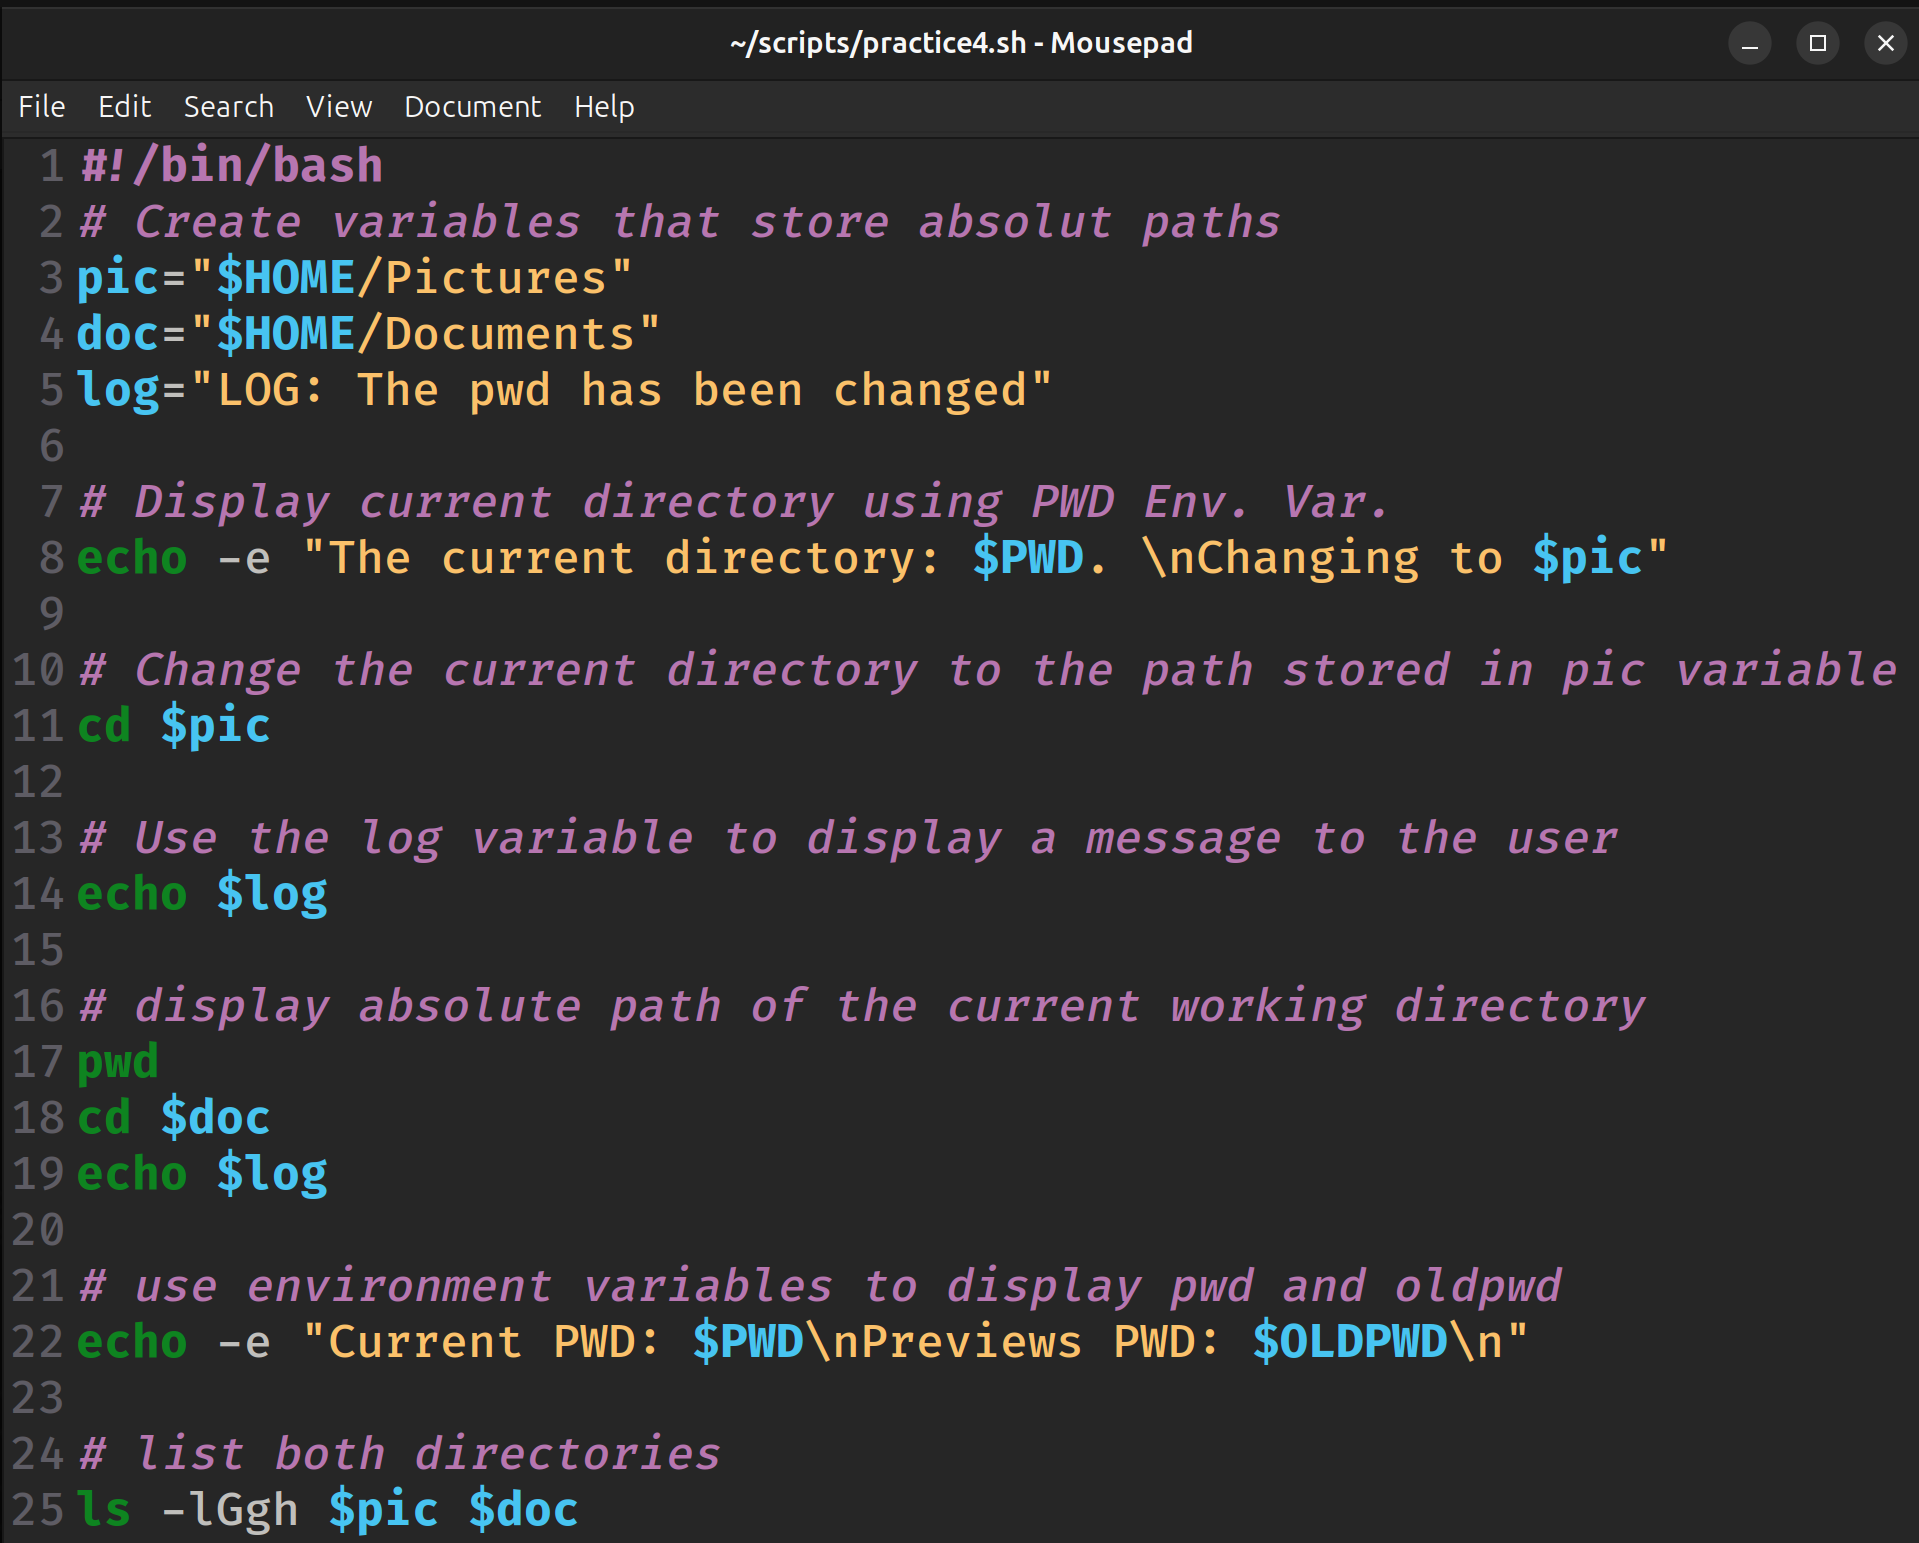 ~/scripts/practice4.sh - Mousepad
File Edit Search View Document Help
1 #!/bin/bash
2 # Create variables that store absolut paths
3 pic="$HOME/Pictures"
4 doc="$HOME/Documents"
5 log="LOG: The pwd has been changed"
6
7 # Display current directory using PWD Env. Var.
8 echo -e "The current directory: $PWD. \nChanging to $pic"
9
10 # Change the current directory to the path stored in pic variable
11 cd $pic
12
13 # Use the log variable to display a message to the user
14 echo $log
15
16 # display absolute path of the current working directory
17 pwd
18 cd $doc
19 echo $log
20
21 # use environment variables to display pwd and oldpwd
22 echo -e "Current PWD: $PWD\nPreviews PWD: $OLDPWD\n"
23
24 # list both directories
25 ls -lGgh $pic $doc